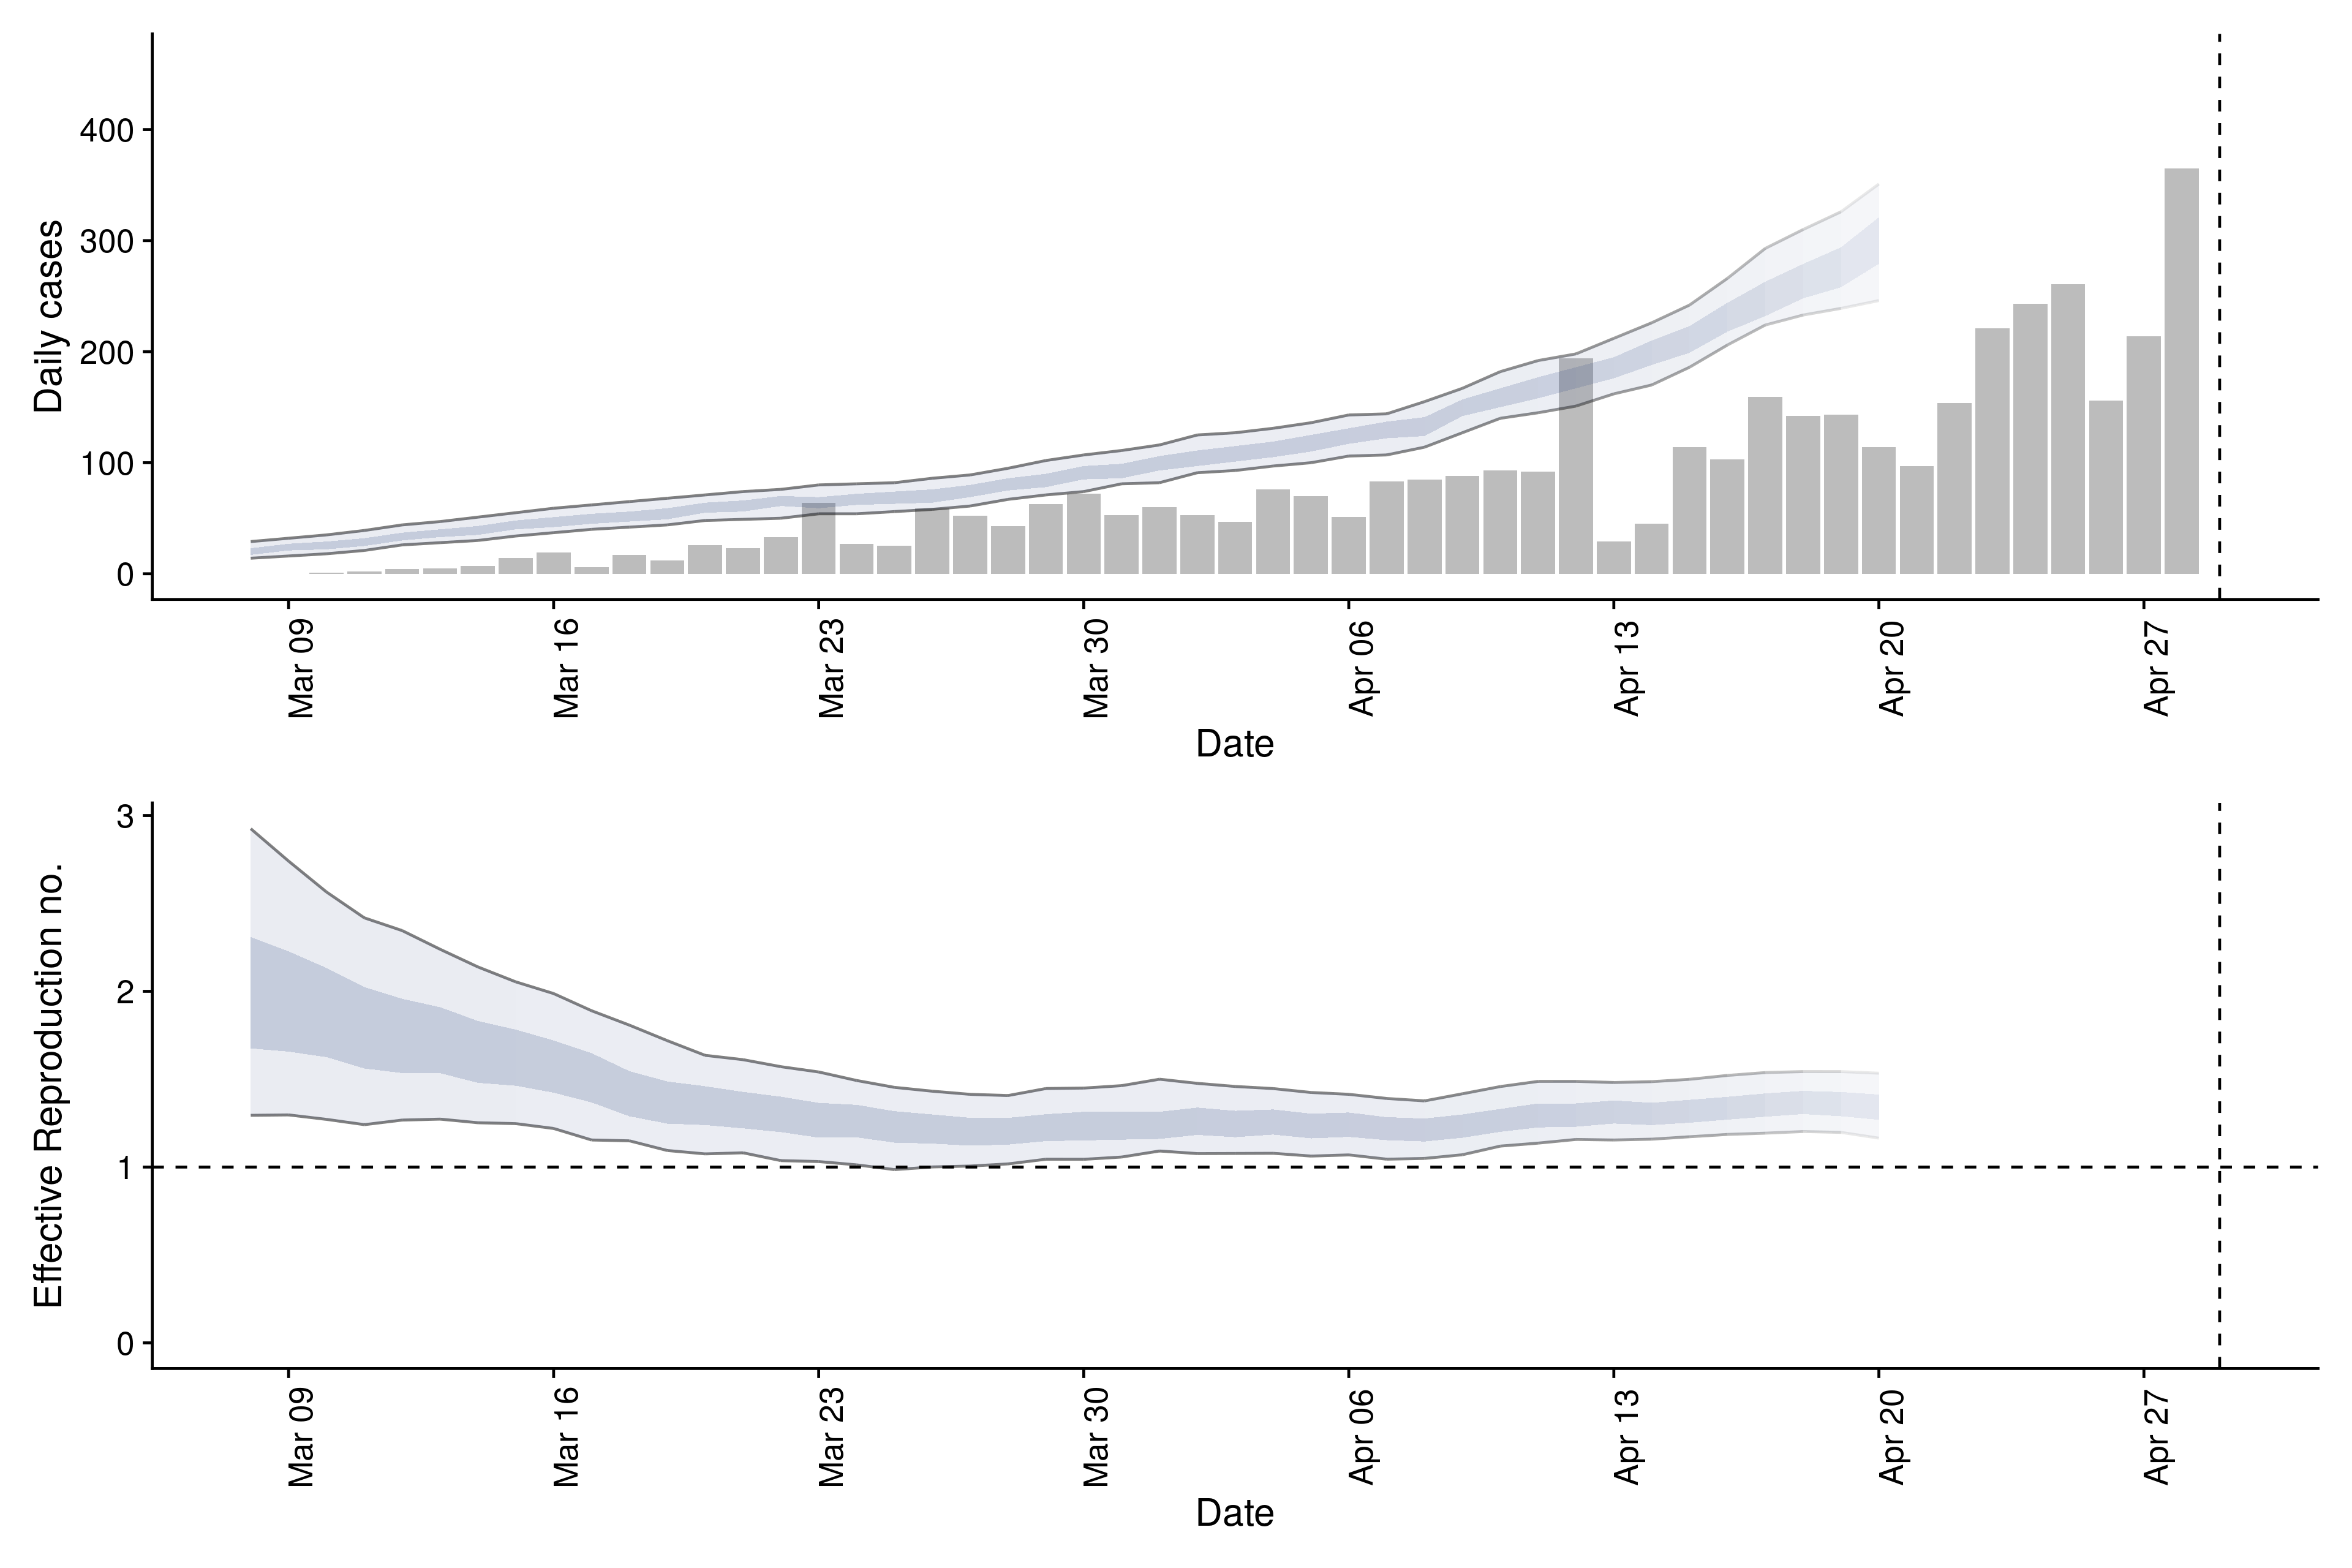 Daily cases
400
300
200
100
0
Mar 09
Mar 16
Mar 23
Mar 30
Apr 06
Apr 13
Apr 20
Apr 27
Date
Effective Reproduction no.
3
2
1
0
Mar 09
Mar 16
Mar 23
Mar 30
Apr 06
Apr 13
Apr 20
Apr 27
Date